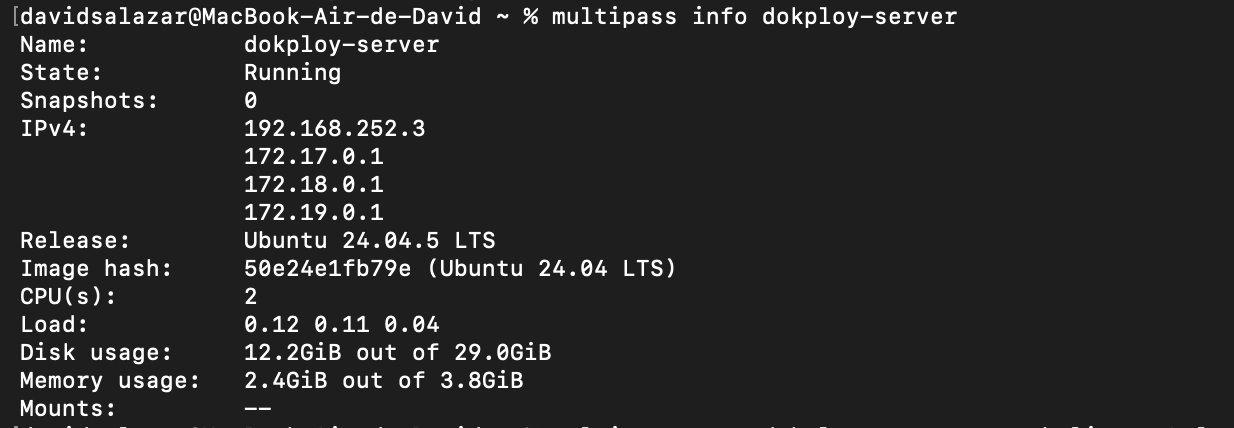 [davidsalazar@MacBook-Air-de-David ~ % multipass info dokploy-server
Name: dokploy-server
State: Running
Snapshots: 0
IPv4: 192.168.252.3
172.17.0.1
172.18.0.1
172.19.0.1
Release: Ubuntu 24.04.5 LTS
Image hash: 50e24e1fb79e (Ubuntu 24.04 LTS)
CPU(s): 2
Load: 0.12 0.11 0.04
Disk usage: 12.2GiB out of 29.0GiB
Memory usage: 2.4GiB out of 3.8GiB
Mounts: --